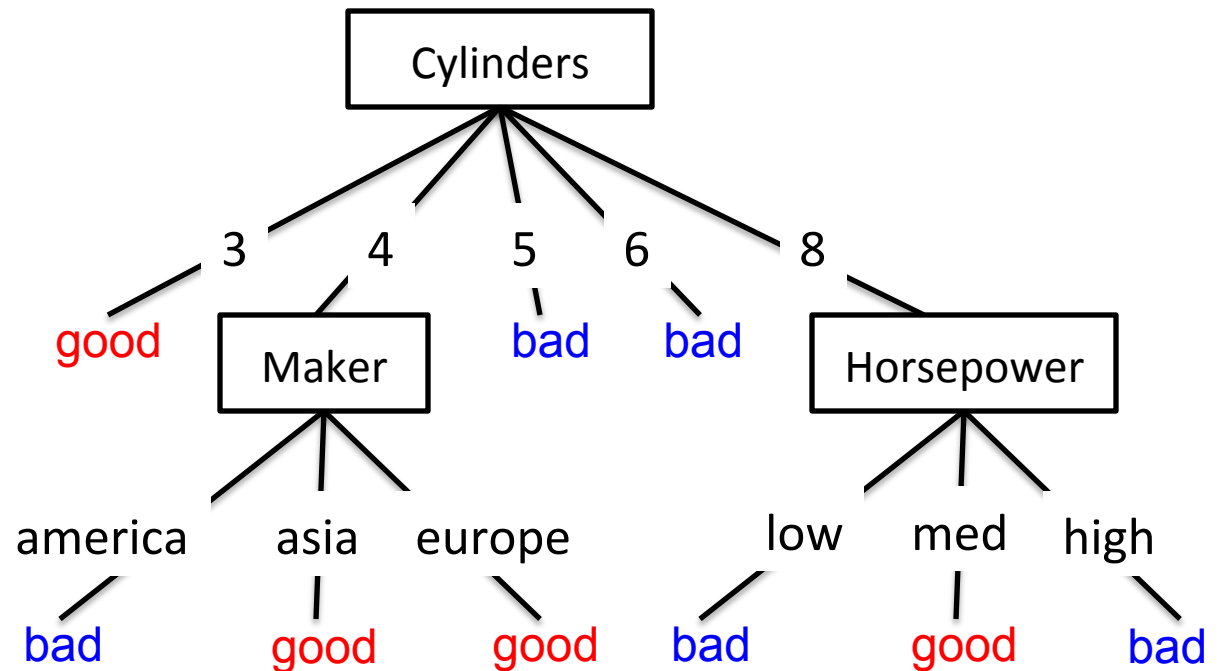 Cylinders
3 4 5 6 8
good bad bad
Maker Horsepower
america asia europe low med high
bad good good bad good bad